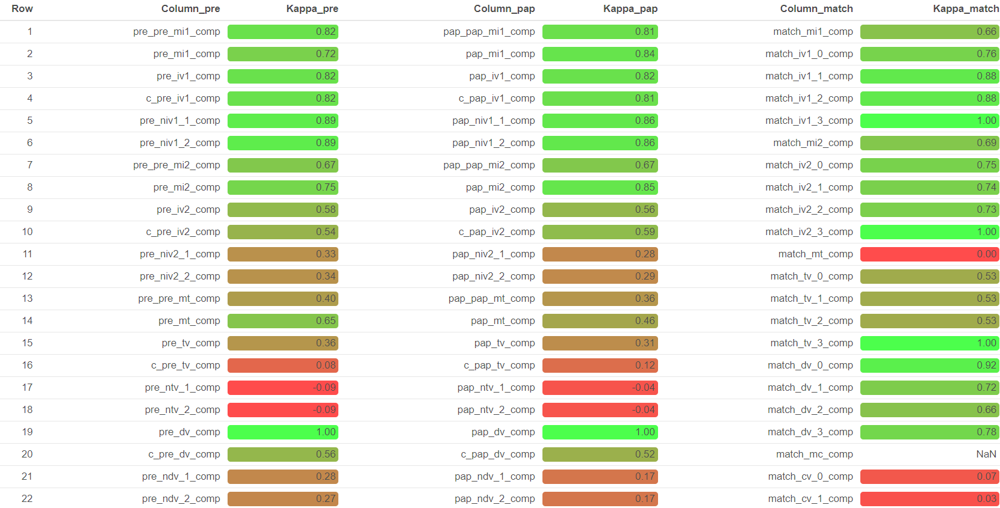 Row Column_pre Kappa_pre Column_pap Kappa_pap Column_match Kappa_match
1 pre_pre_mi1_comp 0.82 pap_pap_mi1_comp 0.81 match_mi1_comp 0.66
2 pre_mi1_comp 0.72 pap_mi1_comp 0.84 match_iv1_0_comp 0.76
3 pre_iv1_comp 0.82 pap_iv1_comp 0.82 match_iv1_1_comp 0.88
4 c_pre_iv1_comp 0.82 c_pap_iv1_comp 0.81 match_iv1_2_comp 0.88
5 pre_niv1_1_comp 0.89 pap_niv1_1_comp 0.86 match_iv1_3_comp 1.00
6 pre_niv1_2_comp 0.89 pap_niv1_2_comp 0.86 match_mi2_comp 0.69
7 pre_pre_mi2_comp 0.67 pap_pap_mi2_comp 0.67 match_iv2_0_comp 0.75
8 pre_mi2_comp 0.75 pap_mi2_comp 0.85 match_iv2_1_comp 0.74
9 pre_iv2_comp 0.58 pap_iv2_comp 0.56 match_iv2_2_comp 0.73
10 c_pre_iv2_comp 0.54 c_pap_iv2_comp 0.59 match_iv2_3_comp 1.00
11 pre_niv2_1_comp 0.33 pap_niv2_1_comp 0.28 match_mt_comp 0.00
12 pre_niv2_2_comp 0.34 pap_niv2_2_comp 0.29 match_tv_0_comp 0.53
13 pre_pre_mt_comp 0.40 pap_pap_mt_comp 0.36 match_tv_1_comp 0.53
14 pre_mt_comp 0.65 pap_mt_comp 0.46 match_tv_2_comp 0.53
15 pre_tv_comp 0.36 pap_tv_comp 0.31 match_tv_3_comp 1.00
16 c_pre_tv_comp 0.08 c_pap_tv_comp 0.12 match_dv_0_comp 0.92
17 pre_ntv_1_comp -0.09 pap_ntv_1_comp -0.04 match_dv_1_comp 0.72
18 pre_ntv_2_comp -0.09 pap_ntv_2_comp -0.04 match_dv_2_comp 0.66
19 pre_dv_comp 1.00 pap_dv_comp 1.00 match_dv_3_comp 0.78
20 c_pre_dv_comp 0.56 c_pap_dv_comp 0.52 match_mc_comp NaN
21 pre_ndv_1_comp 0.28 pap_ndv_1_comp 0.17 match_cv_0_comp 0.07
22 pre_ndv_2_comp 0.27 pap_ndv_2_comp 0.17 match_cv_1_comp 0.03